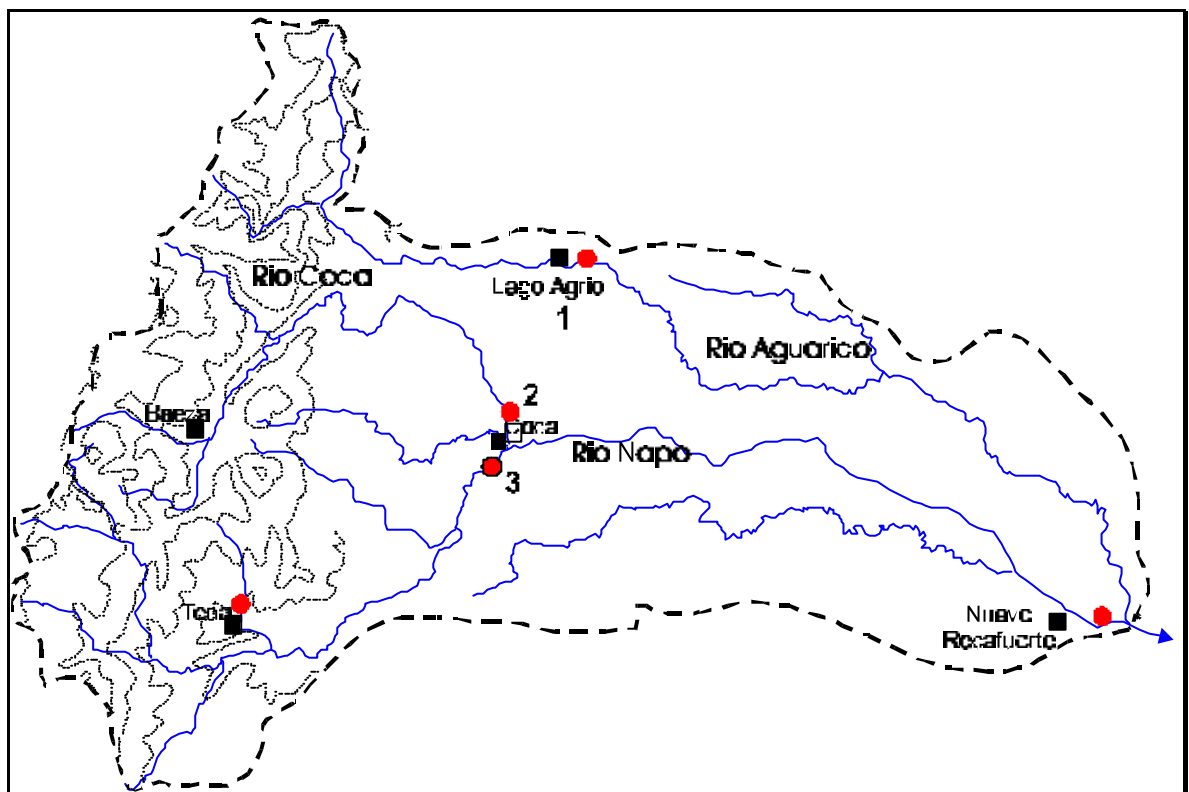 Rio Coca
Lago Agrio
1
Rio Aguarico
Baeza
2
Coca
Rio Napo
3
Tena
Nuevo
Rocafuerte